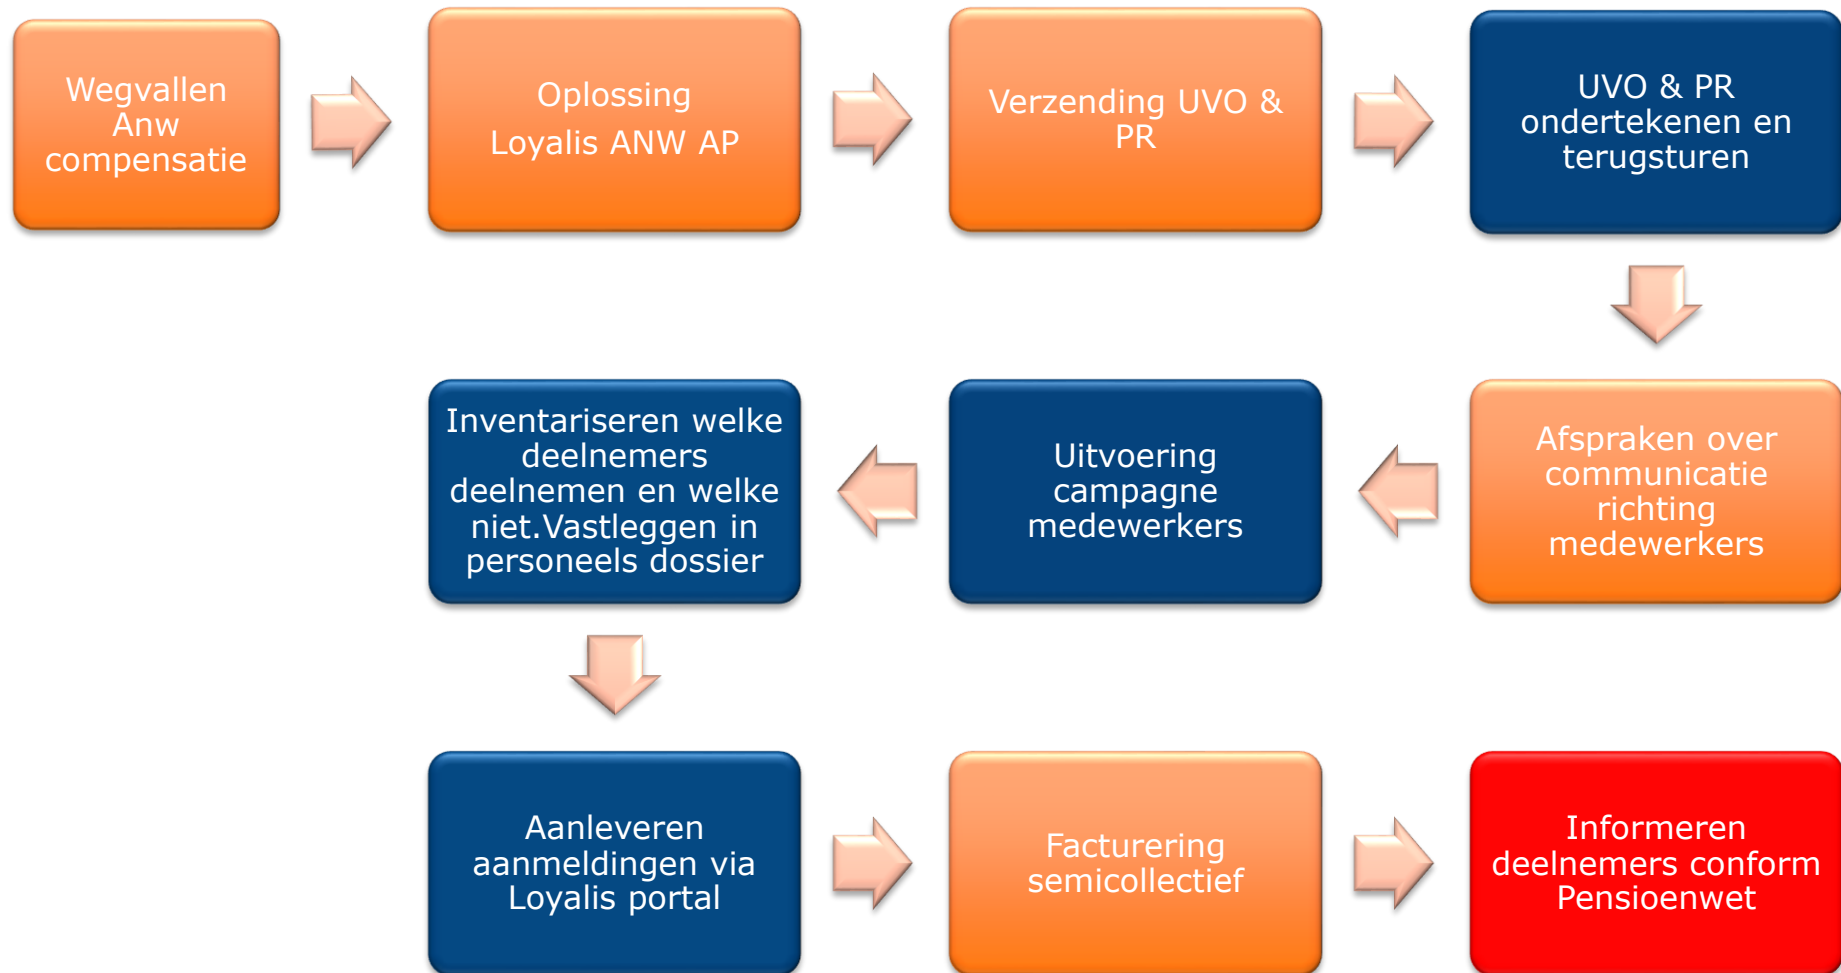 Wegvallen
Anw
compensatie
Oplossing
Loyalis ANW AP
Verzending UVO &
PR
UVO & PR
ondertekenen en
terugsturen
Afspraken over
communicatie
richting
medewerkers
Uitvoering
campagne
medewerkers
Inventariseren welke
deelnemers
deelnemen en welke
niet.Vastleggen in
personeels dossier
Aanleveren
aanmeldingen via
Loyalis portal
Facturering
semicollectief
Informeren
deelnemers conform
Pensioenwet